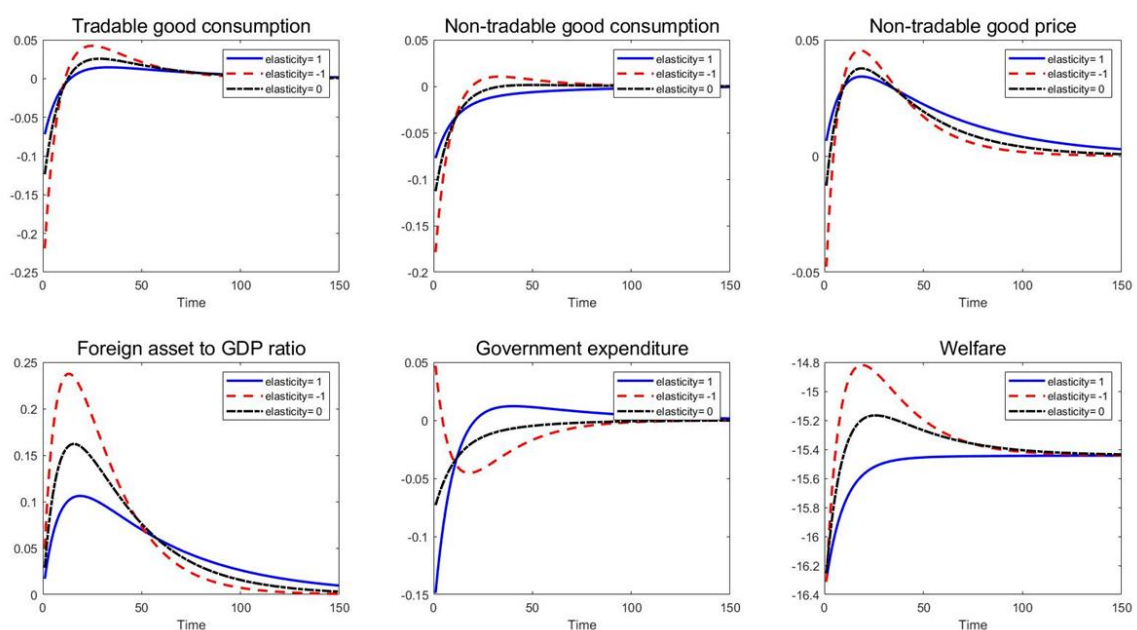 Tradable good consumption
0.05
0
-0.05
-0.1
-0.15
-0.2
-0.25
0
50
100
150
Time
elasticity= 1
elasticity= -1
elasticity= 0
Non-tradable good consumption
0.05
0
-0.05
-0.1
-0.15
-0.2
0
50
100
150
Time
elasticity= 1
elasticity= -1
elasticity= 0
Non-tradable good price
0.05
0
-0.05
0
50
100
150
Time
elasticity= 1
elasticity= -1
elasticity= 0
Foreign asset to GDP ratio
0.25
0.2
0.15
0.1
0.05
0
0
50
100
150
Time
elasticity= 1
elasticity= -1
elasticity= 0
Government expenditure
0.05
0
-0.05
-0.1
-0.15
0
50
100
150
Time
elasticity= 1
elasticity= -1
elasticity= 0
Welfare
-14.8
-15
-15.2
-15.4
-15.6
-15.8
-16
-16.2
-16.4
0
50
100
150
Time
elasticity= 1
elasticity= -1
elasticity= 0